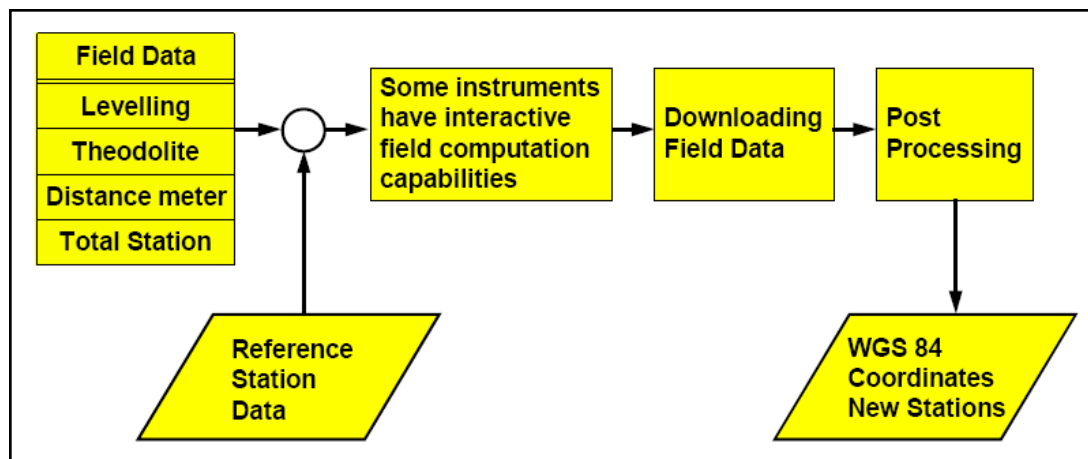 Field Data
Levelling
Theodolite
Distance meter
Total Station
Some instruments
have interactive
field computation
capabilities
Downloading
Field Data
Post
Processing
Reference
Station
Data
WGS 84
Coordinates
New Stations